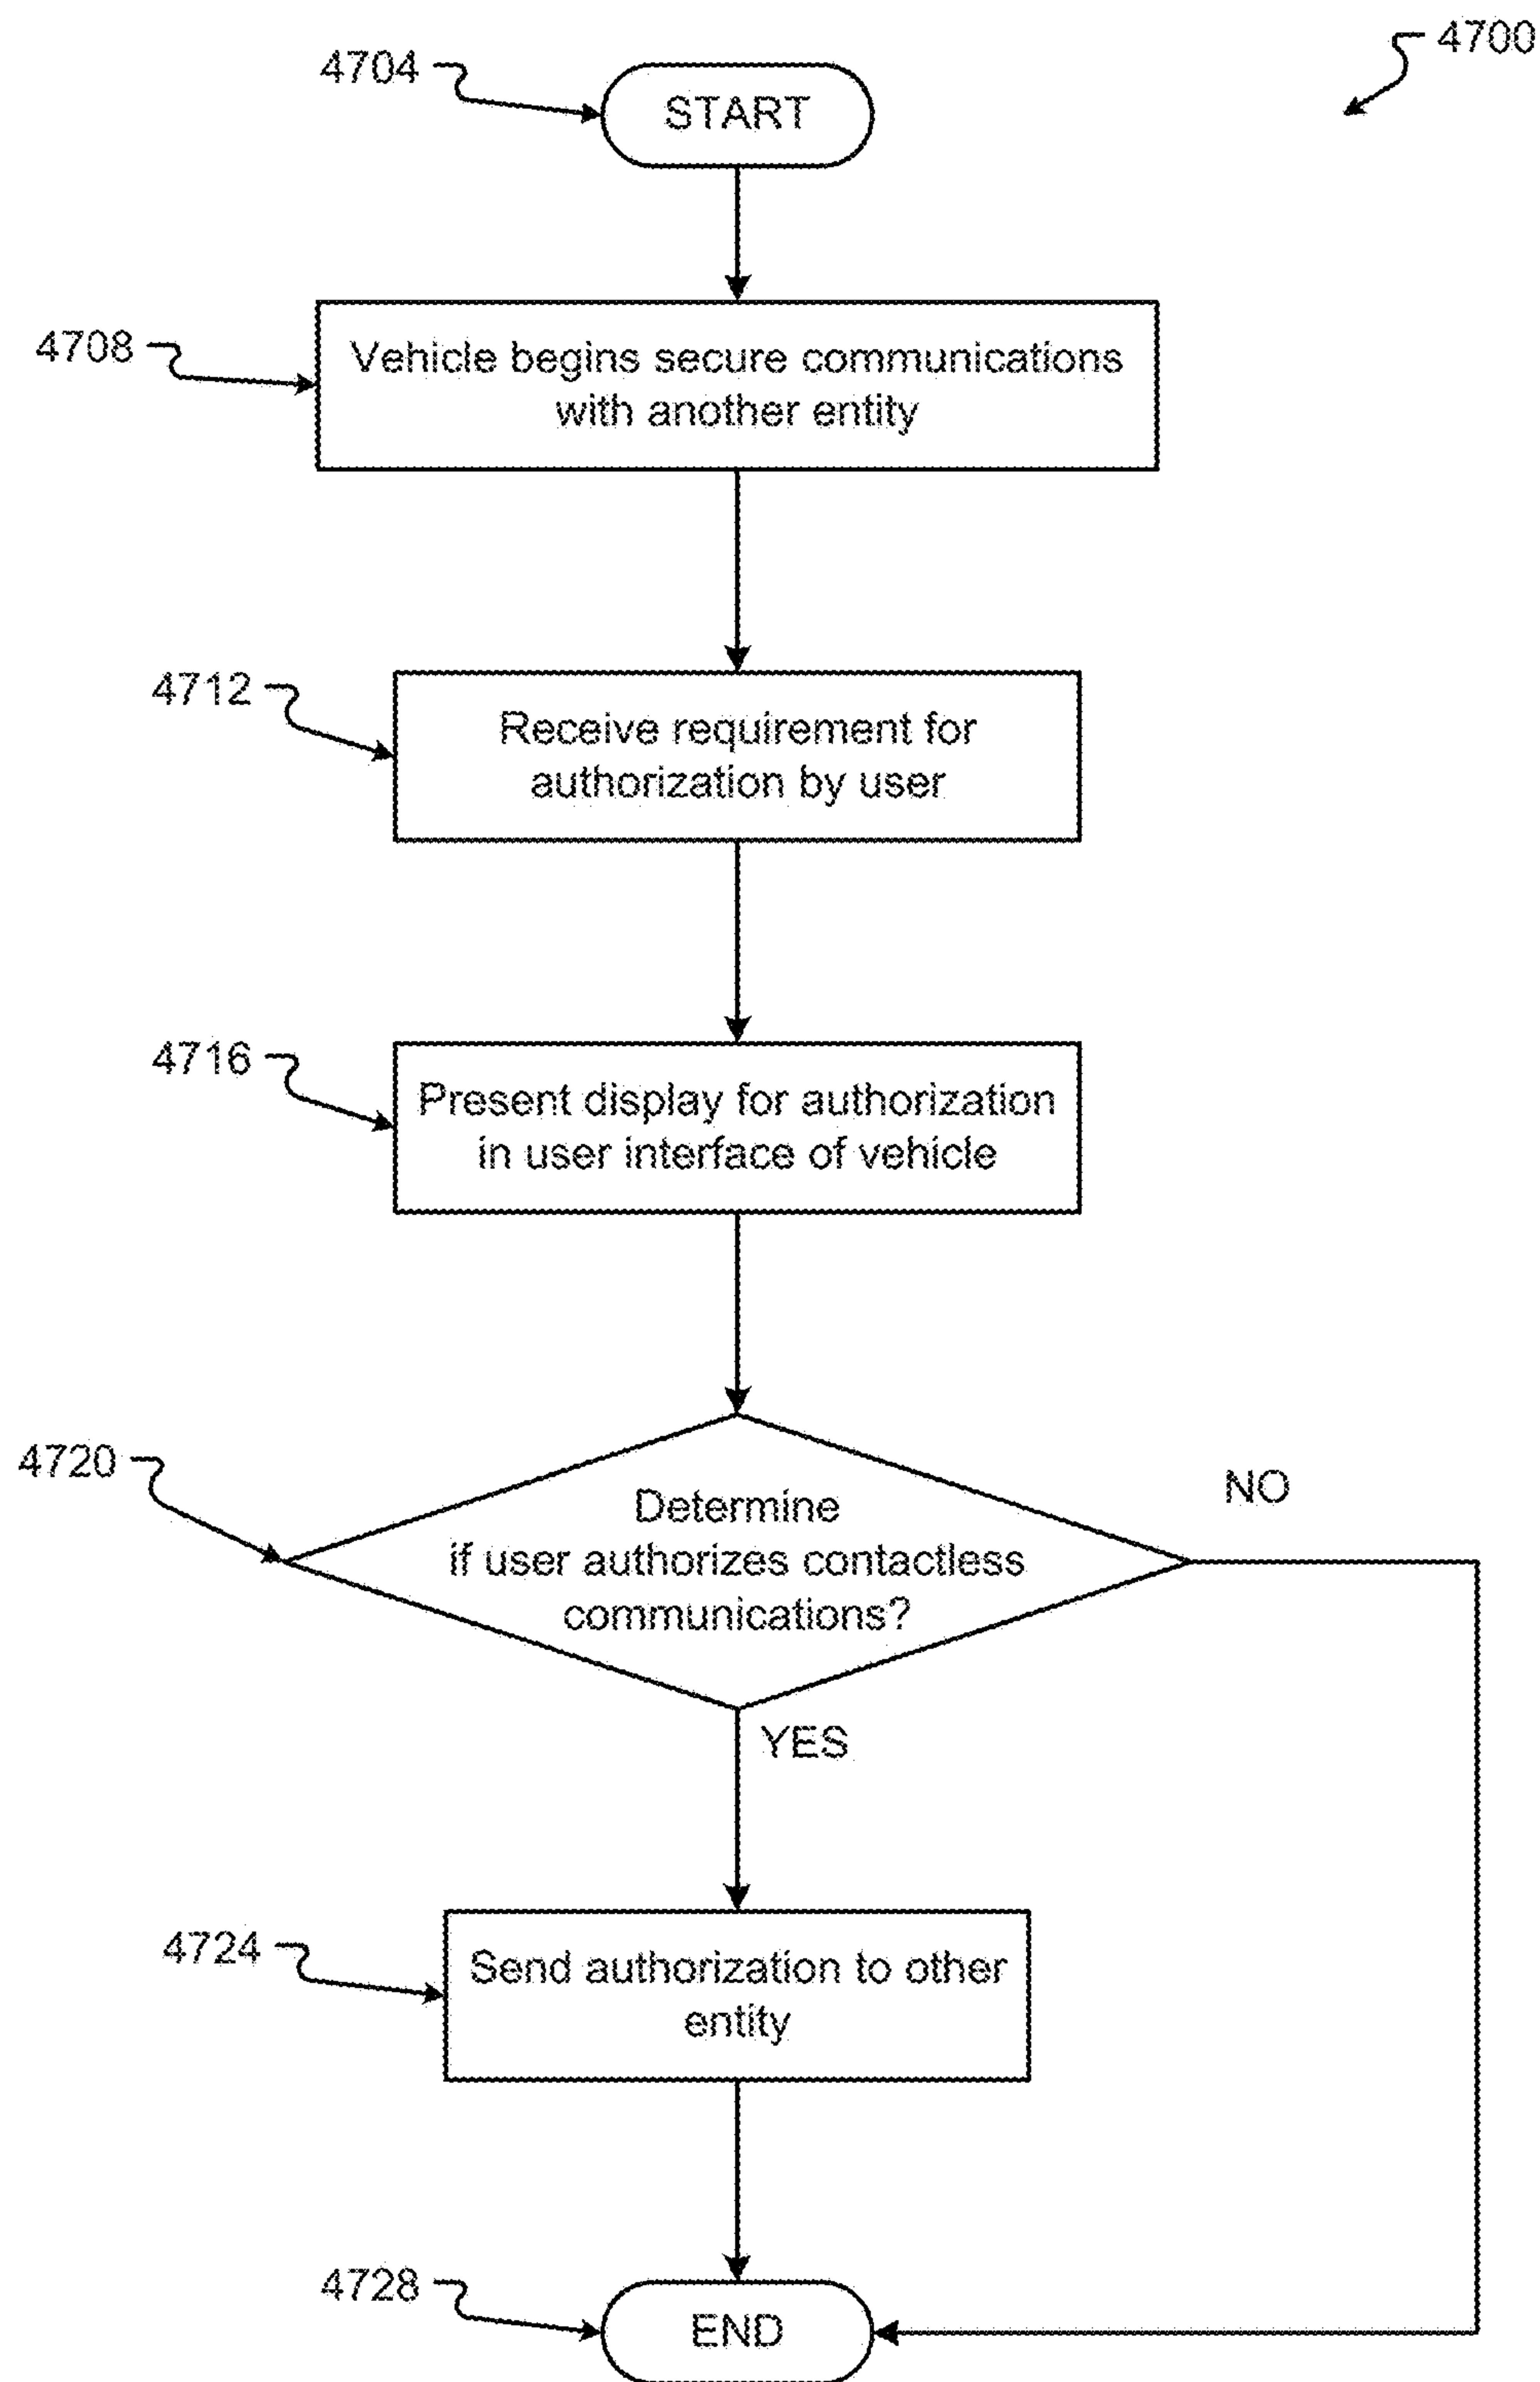 4700
4704
START
4708
Vehicle begins secure communications
with another entity
4712
Receive requirement for
authorization by user
4716
Present display for authorization
in user interface of vehicle
4720
Determine
if user authorizes contactless
communications?
NO
YES
4724
Send authorization to other
entity
4728
END